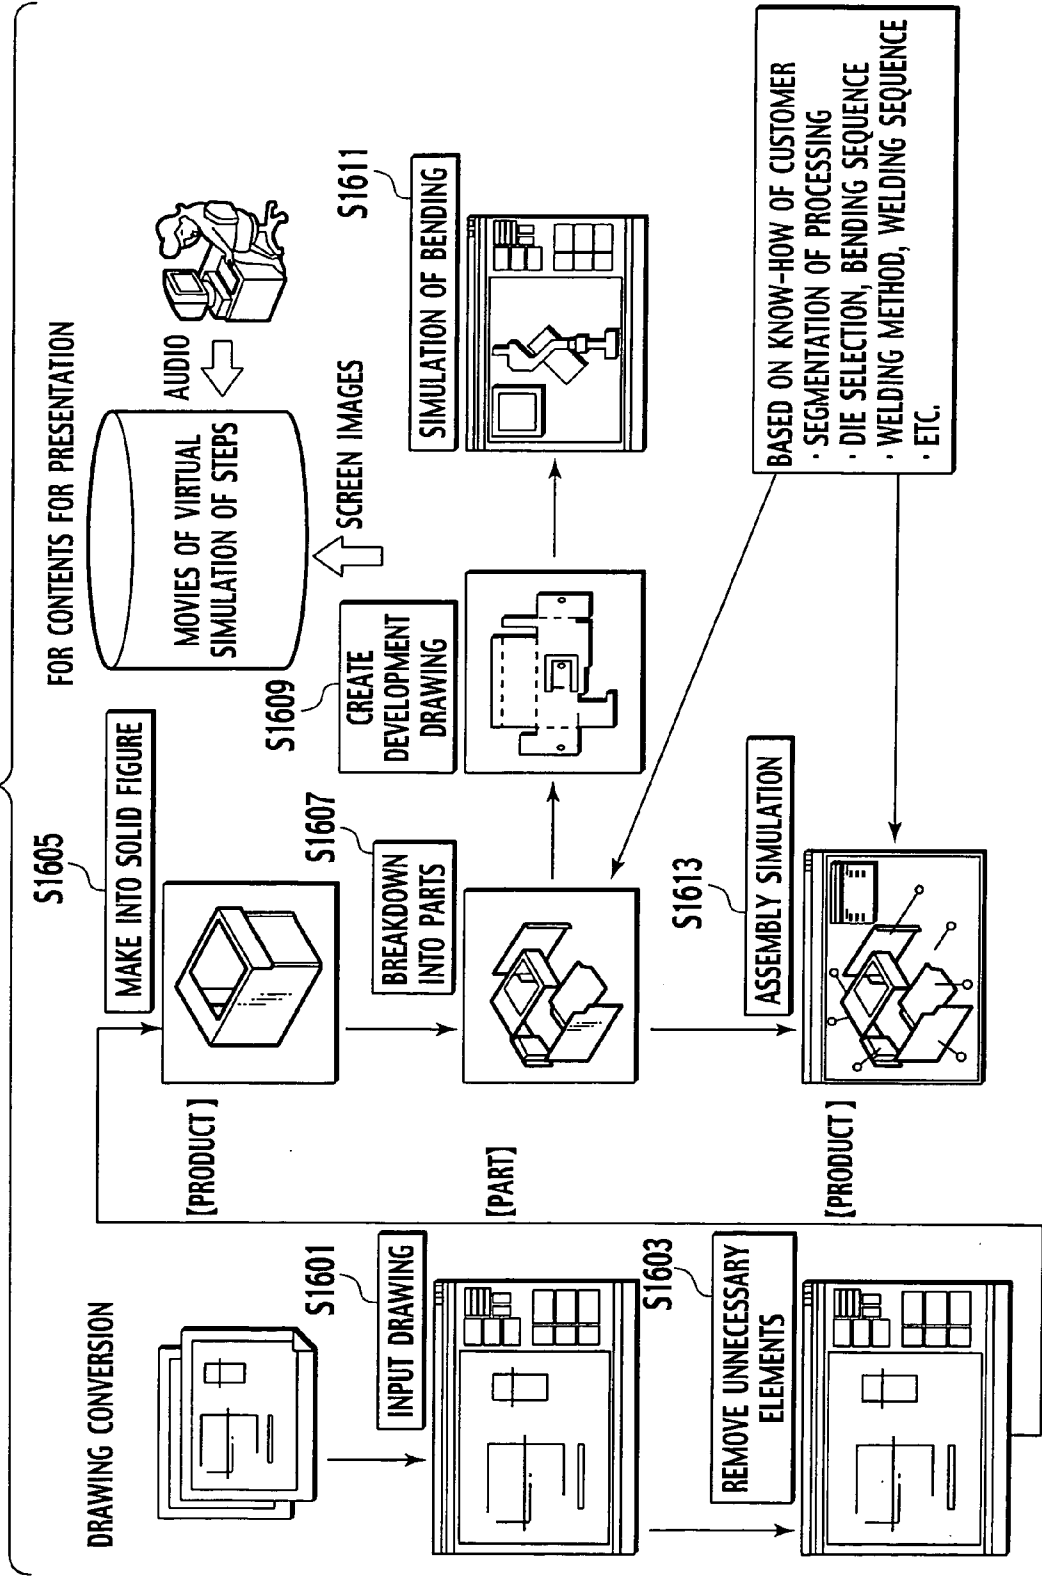 DRAWING CONVERSION
S1601
INPUT DRAWING
S1603
REMOVE UNNECESSARY
ELEMENTS
S1605
MAKE INTO SOLID FIGURE
[PRODUCT]
S1607
BREAKDOWN
INTO PARTS
[PART]
S1609
CREATE
DEVELOPMENT
DRAWING
S1611
SIMULATION OF BENDING
S1613
ASSEMBLY SIMULATION
[PRODUCT]
FOR CONTENTS FOR PRESENTATION
MOVIES OF VIRTUAL
SIMULATION OF STEPS
AUDIO
SCREEN IMAGES
BASED ON KNOW-HOW OF CUSTOMER
· SEGMENTATION OF PROCESSING
· DIE SELECTION, BENDING SEQUENCE
· WELDING METHOD, WELDING SEQUENCE
· ETC.